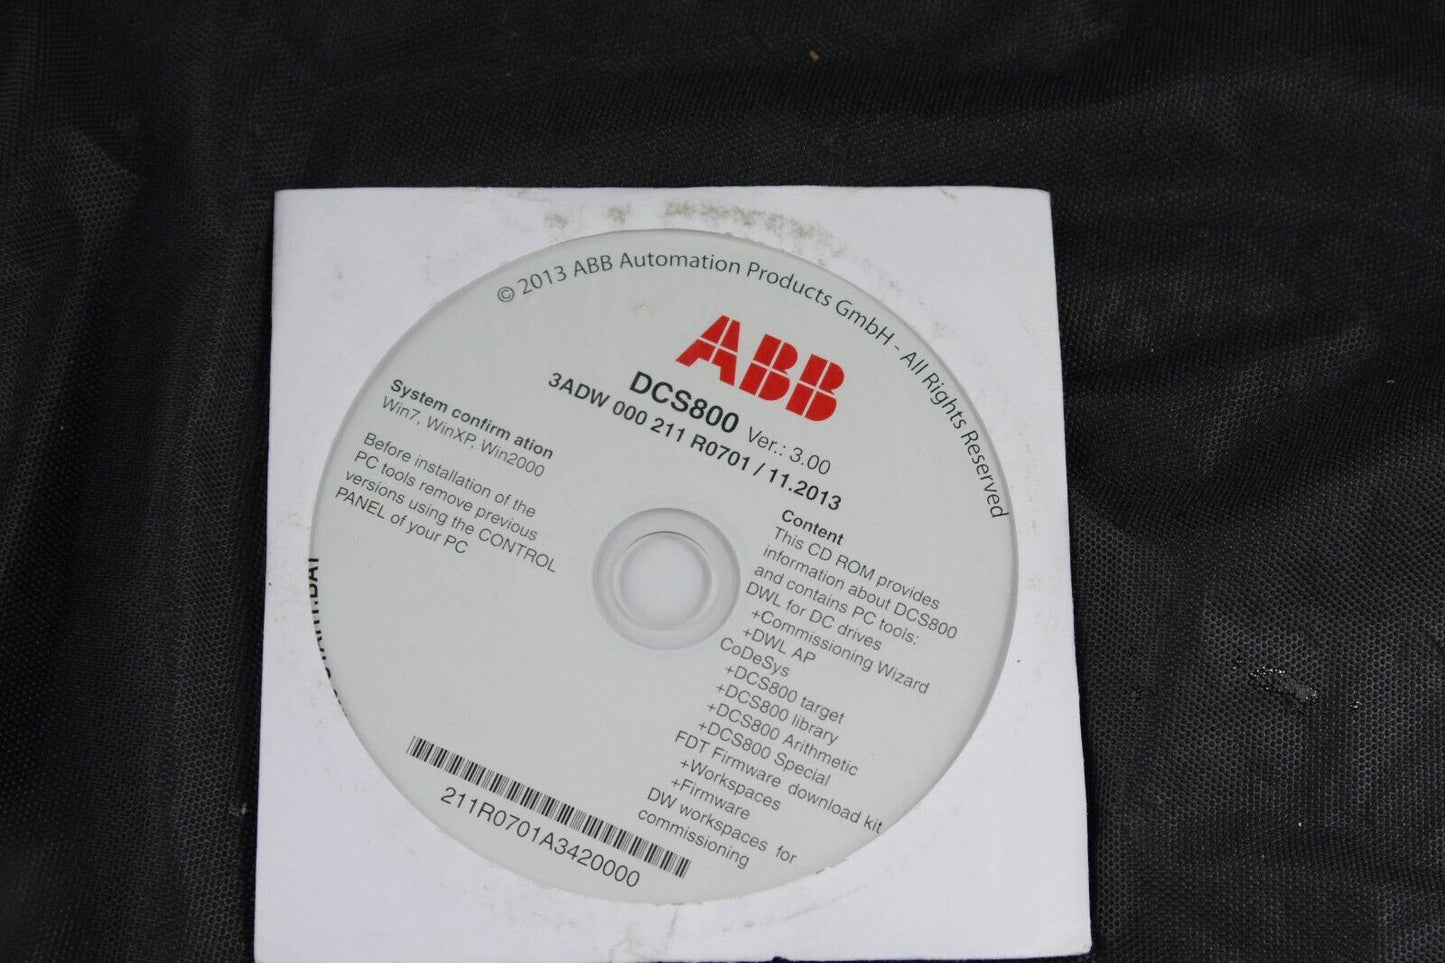 © 2013 ABB Automation Products GmbH - All Rights Reserved
ABB
DCS800 Ver.: 3.00
3ADW 000 211 R0701 / 11.2013
System confirm ation
Win7, WinXP, Win2000
Before installation of the
PC tools remove previous
versions using the CONTROL
PANEL of your PC
Content
This CD ROM provides
information about DCS800
and contains PC tools:
DWL for DC drives
+Commissioning Wizard
+DWL AP
CoDeSys
+DCS800 target
+DCS800 library
+DCS800 Arithmetic
+DCS800 Special
FDT Firmware download kit
+Workspaces
+Firmware
DW workspaces for
commissioning
211R0701A3420000